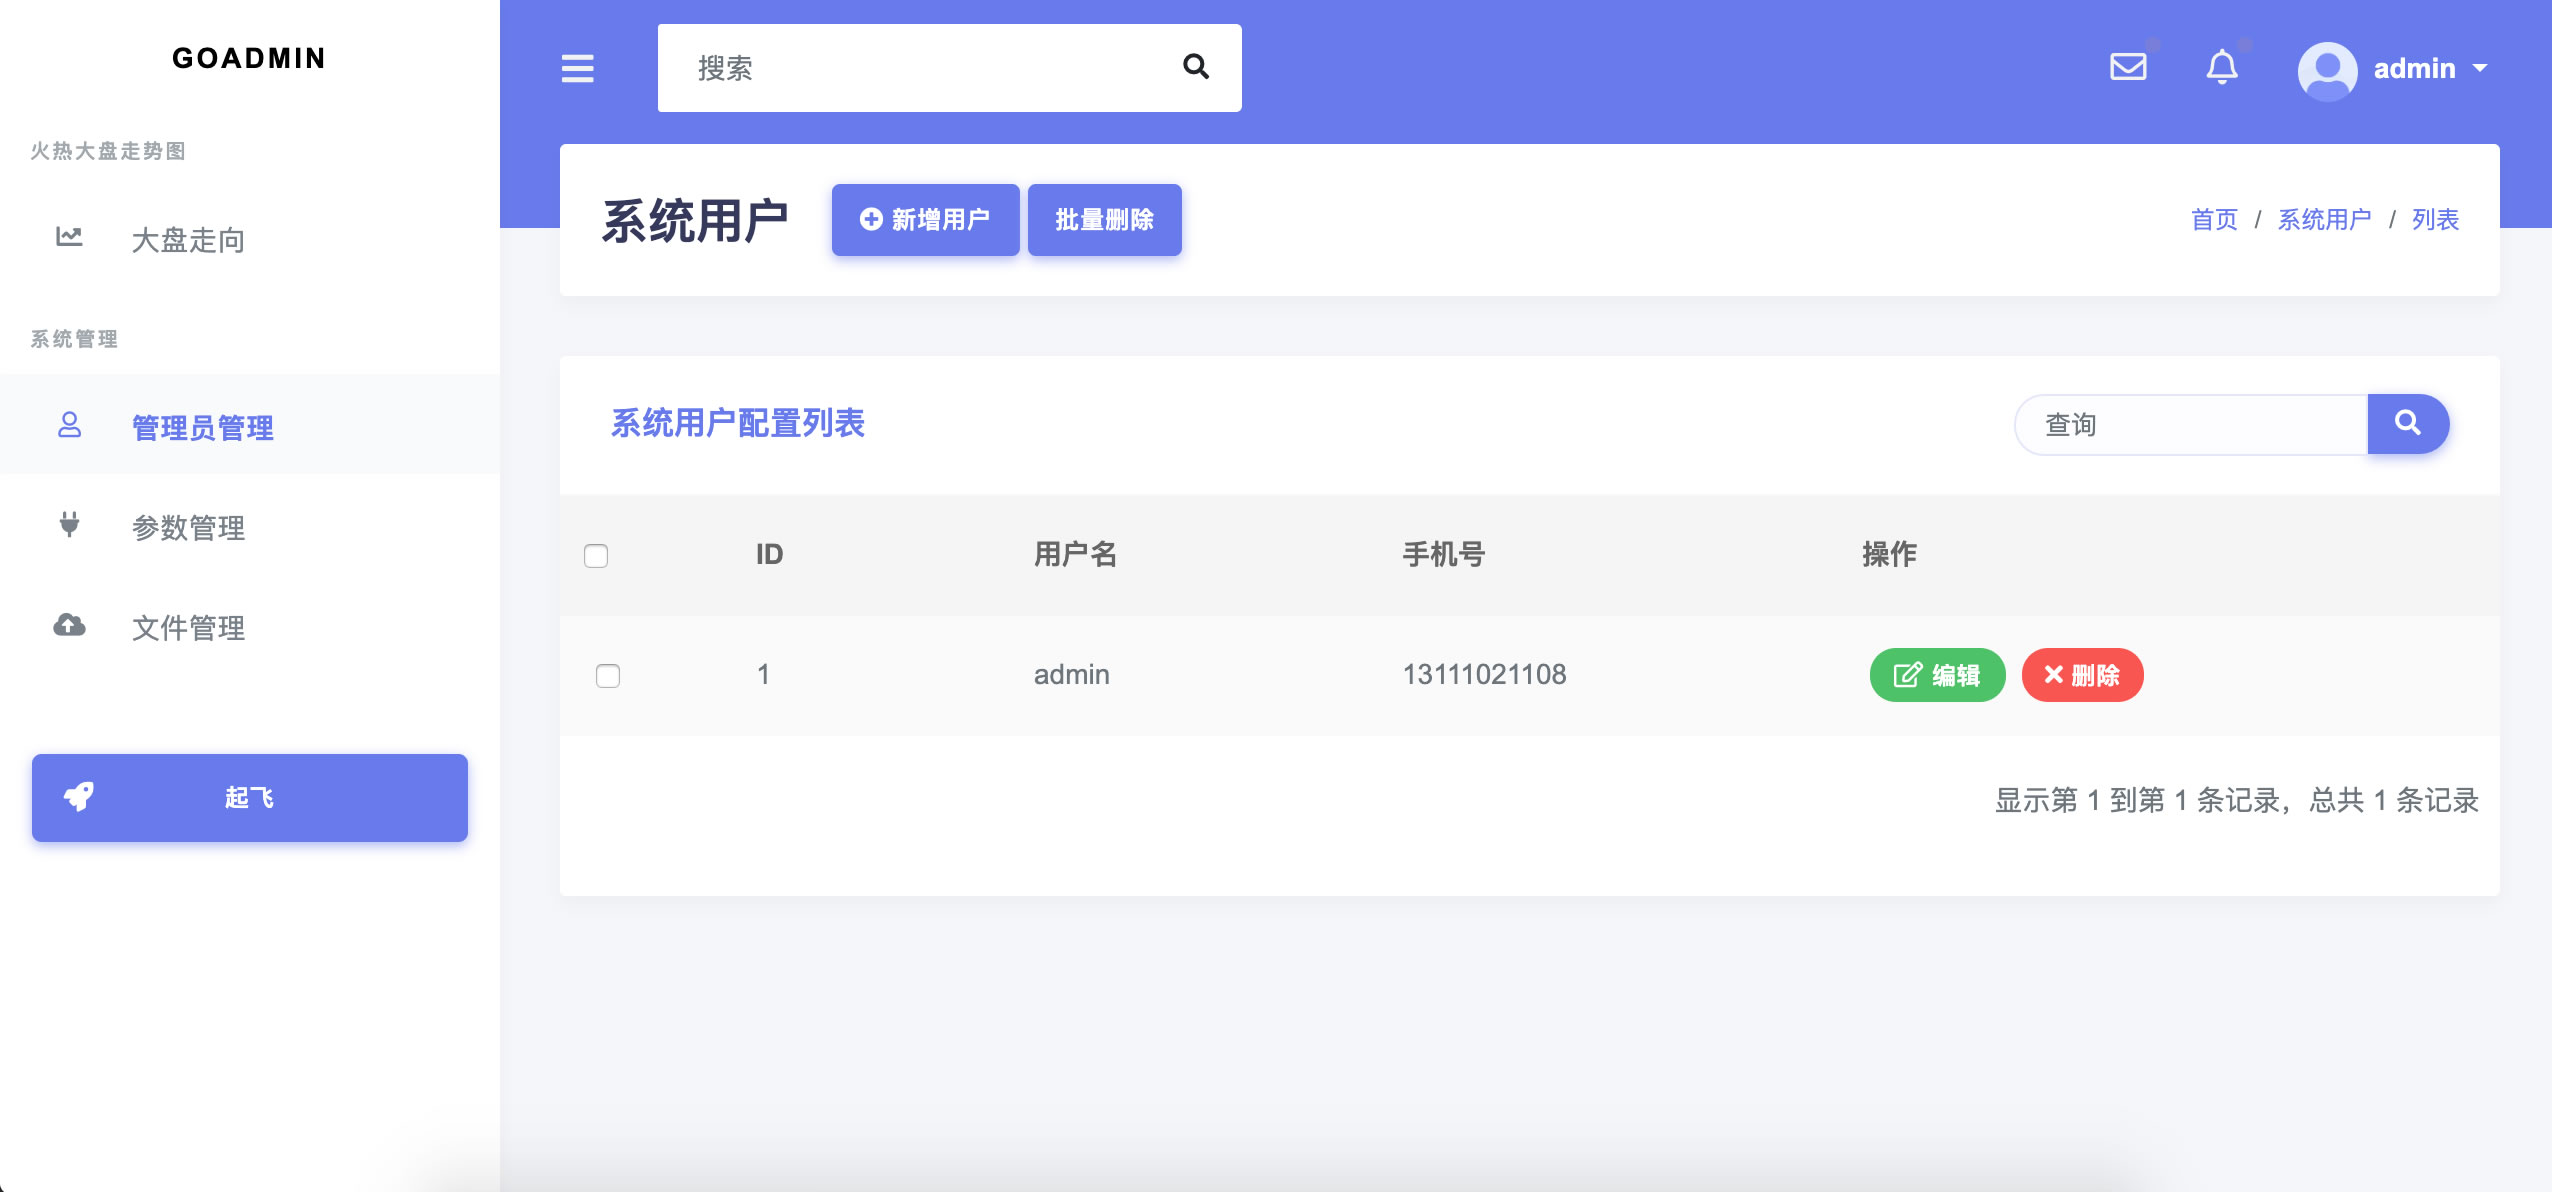 GOADMIN
火热大盘走势图
大盘走向
系统管理
管理员管理
参数管理
文件管理
起飞
搜索
admin
系统用户
新增用户
批量删除
首页 / 系统用户 / 列表
系统用户配置列表
查询
ID 用户名 手机号 操作
1 admin 13111021108 编辑 删除
显示第 1 到第 1 条记录，总共 1 条记录